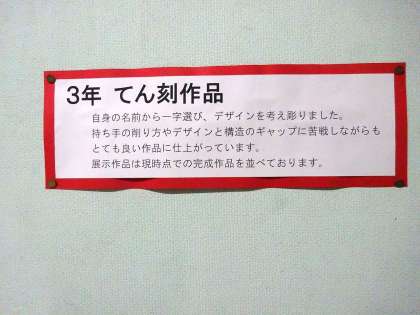 3年 てん刻作品
自身の名前から一字選び、デザインを考え彫りました。
持ち手の削り方やデザインと構造のギャップに苦戦しながらも
とても良い作品に仕上がっています。
展示作品は現時点での完成作品を並べております。